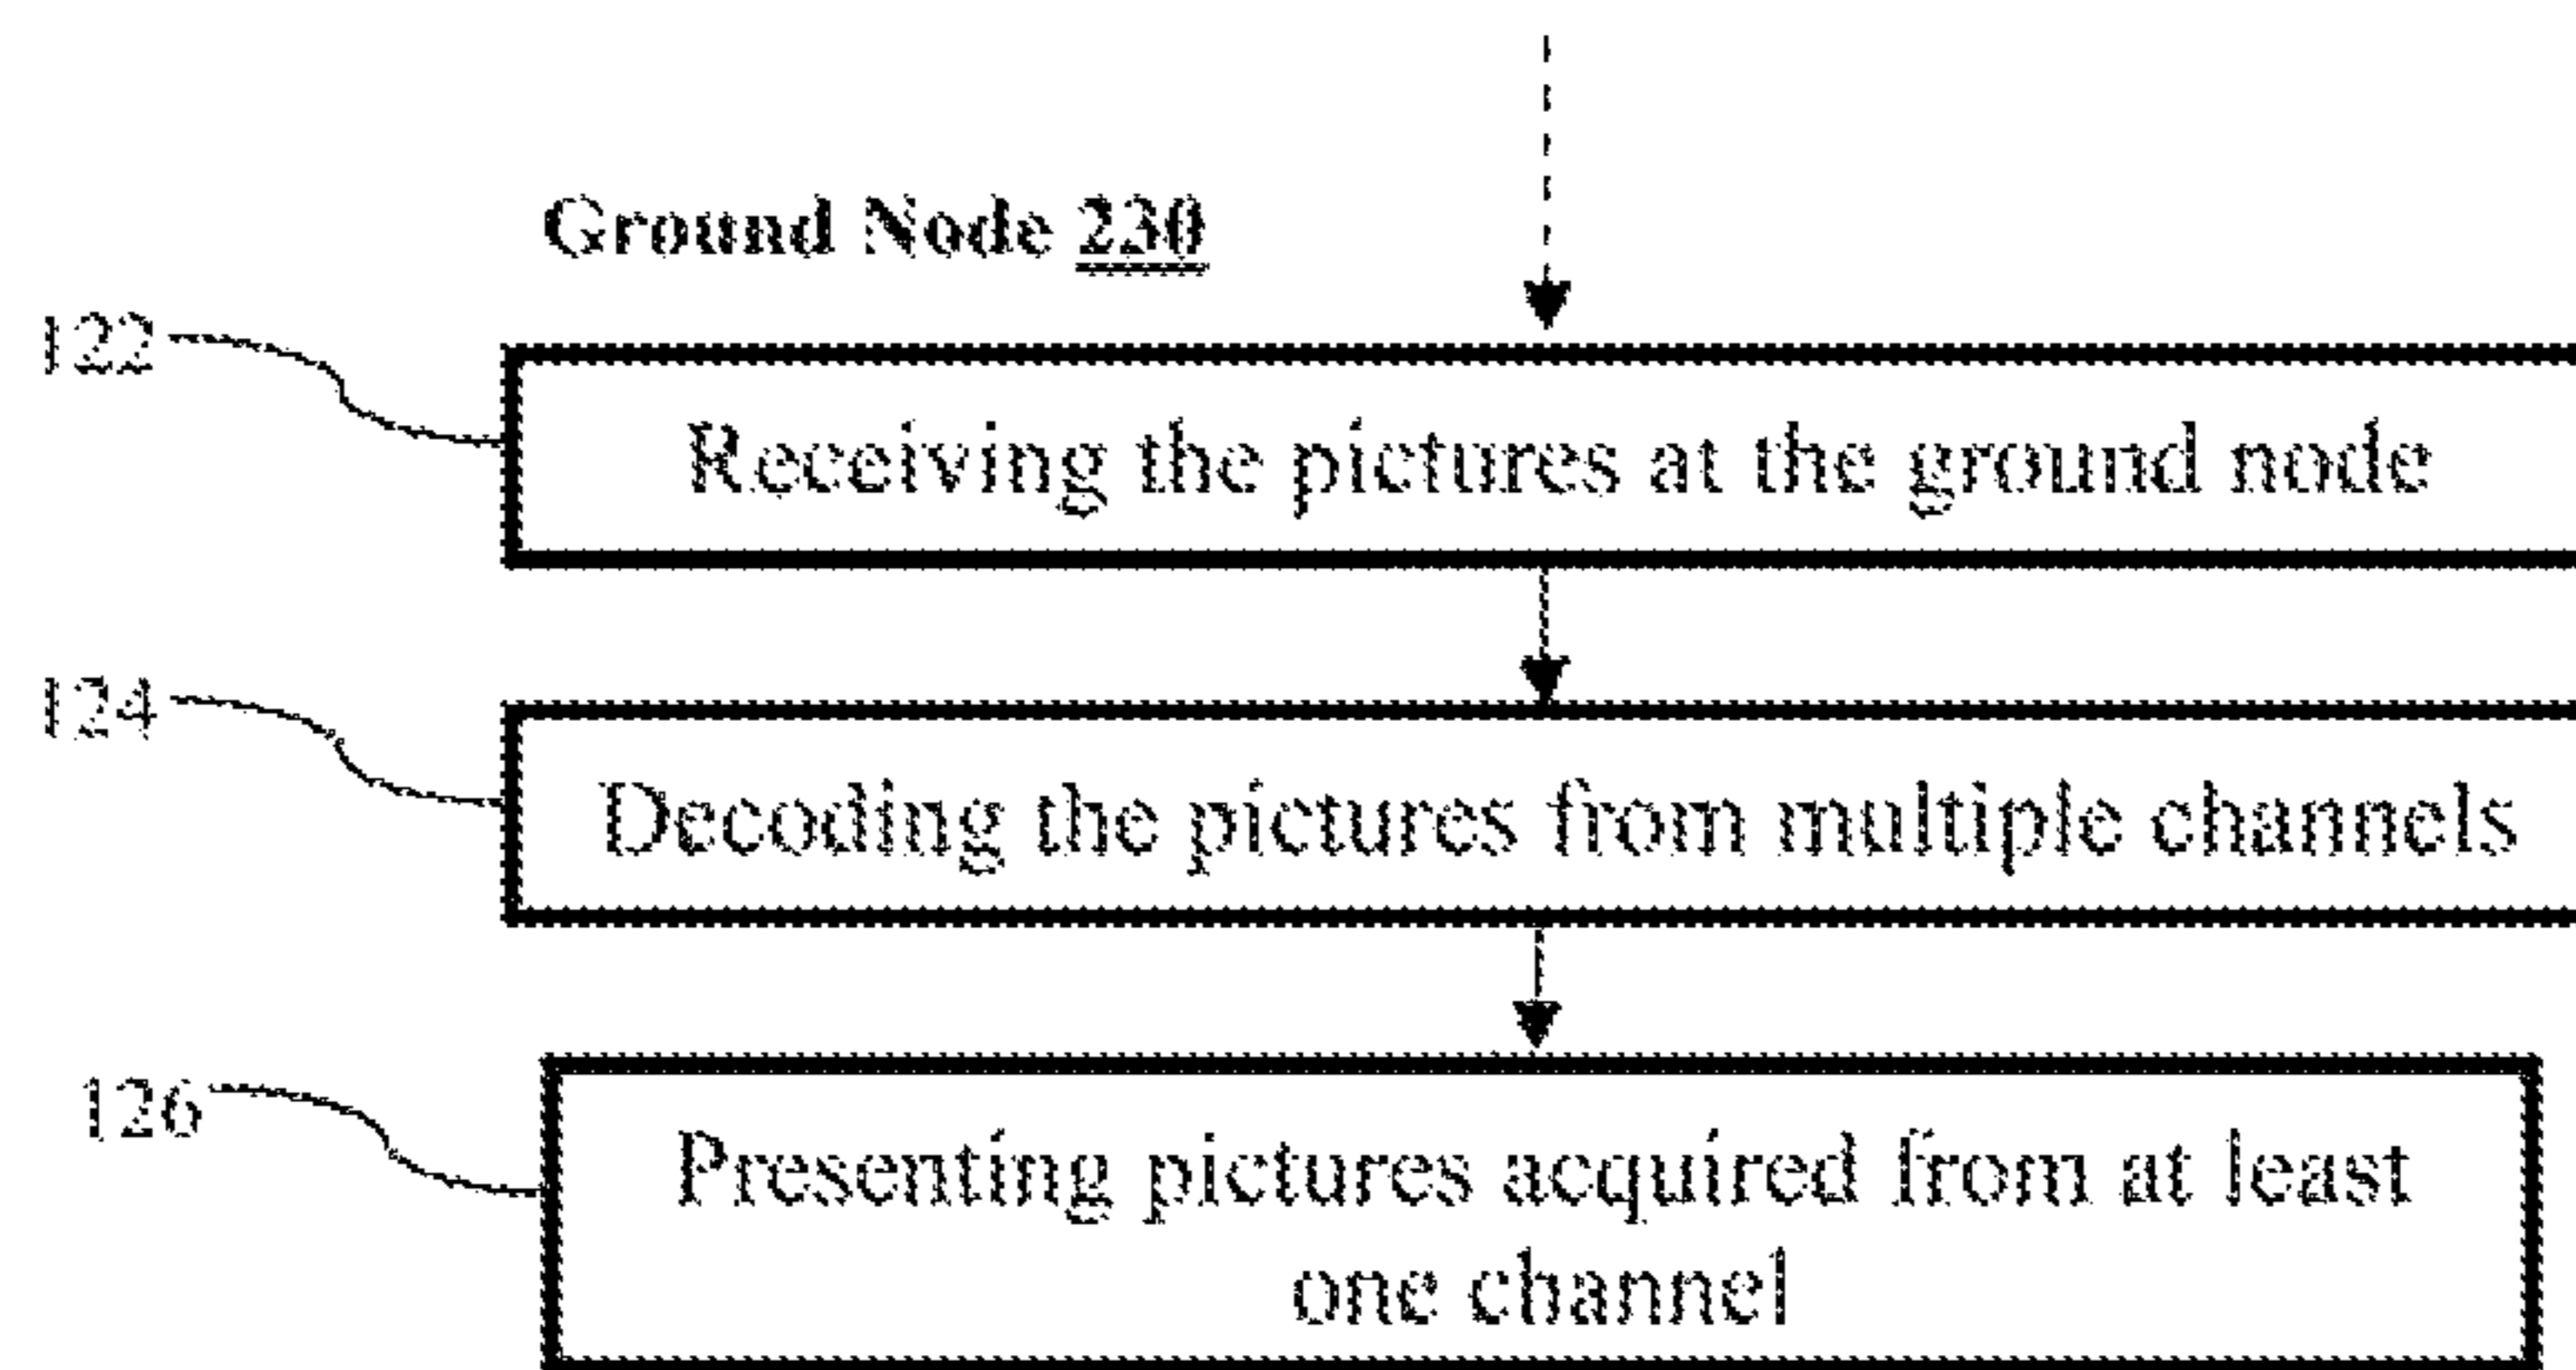 Ground Node 230
122
Receiving the pictures at the ground node
124
Decoding the pictures from multiple channels
126
Presenting pictures acquired from at least
one channel